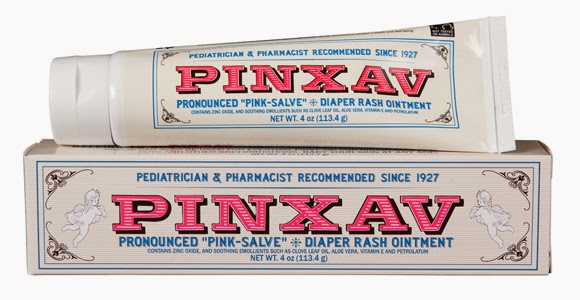 PEDIATRICIAN & PHARMACIST RECOMMENDED SINCE 1927
PINXAV
PRONOUNCED "PINK-SALVE" ❉ DIAPER RASH OINTMENT
CONTAINS ZINC OXIDE, AND SOOTHING EMOLLIENTS SUCH AS CLOVE LEAF OIL, ALOE VERA, VITAMIN E AND PETROLATUM
NET WT. 4 oz (113.4 g)
PEDIATRICIAN & PHARMACIST RECOMMENDED SINCE 1927
PINXAV
PRONOUNCED "PINK-SALVE" ❉ DIAPER RASH OINTMENT
CONTAINS ZINC OXIDE, AND SOOTHING EMOLLIENTS SUCH AS CLOVE LEAF OIL, ALOE VERA, VITAMIN E AND PETROLATUM
NET WT. 4 oz (113.4 g)